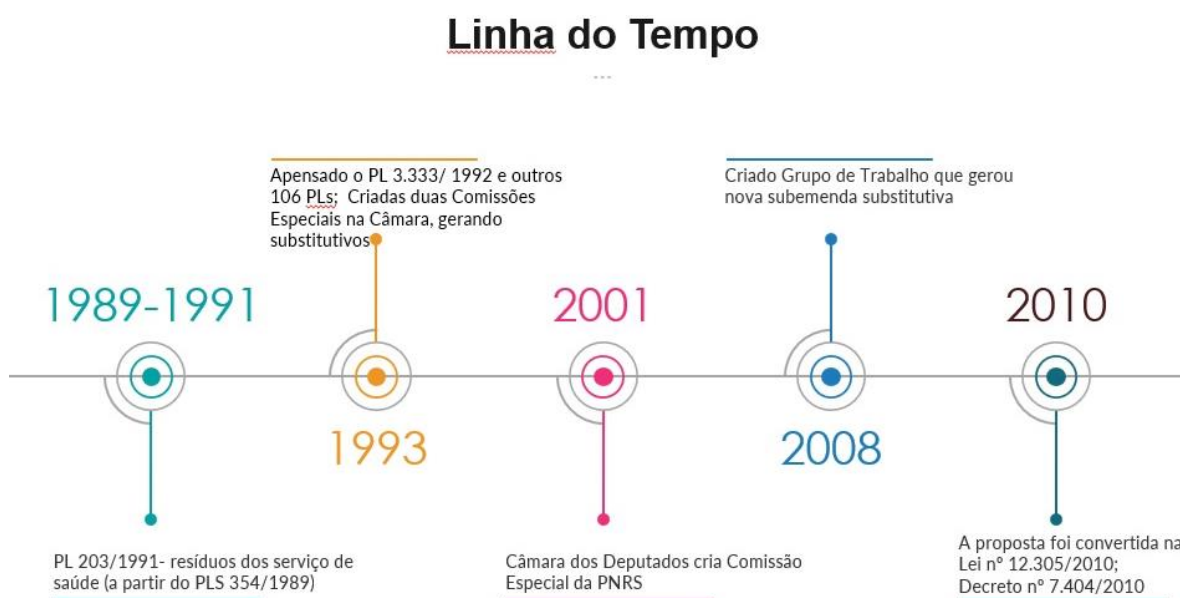 Linha do Tempo
...
Apensado o PL 3.333/ 1992 e outros
106 PLs; Criadas duas Comissões
Especiais na Câmara, gerando
substitutivos
Criado Grupo de Trabalho que gerou
nova subemenda substitutiva
1989-1991
2001
2010
1993
2008
PL 203/1991- resíduos dos serviço de
saúde (a partir do PLS 354/1989)
Câmara dos Deputados cria Comissão
Especial da PNRS
A proposta foi convertida na
Lei nº 12.305/2010;
Decreto nº 7.404/2010